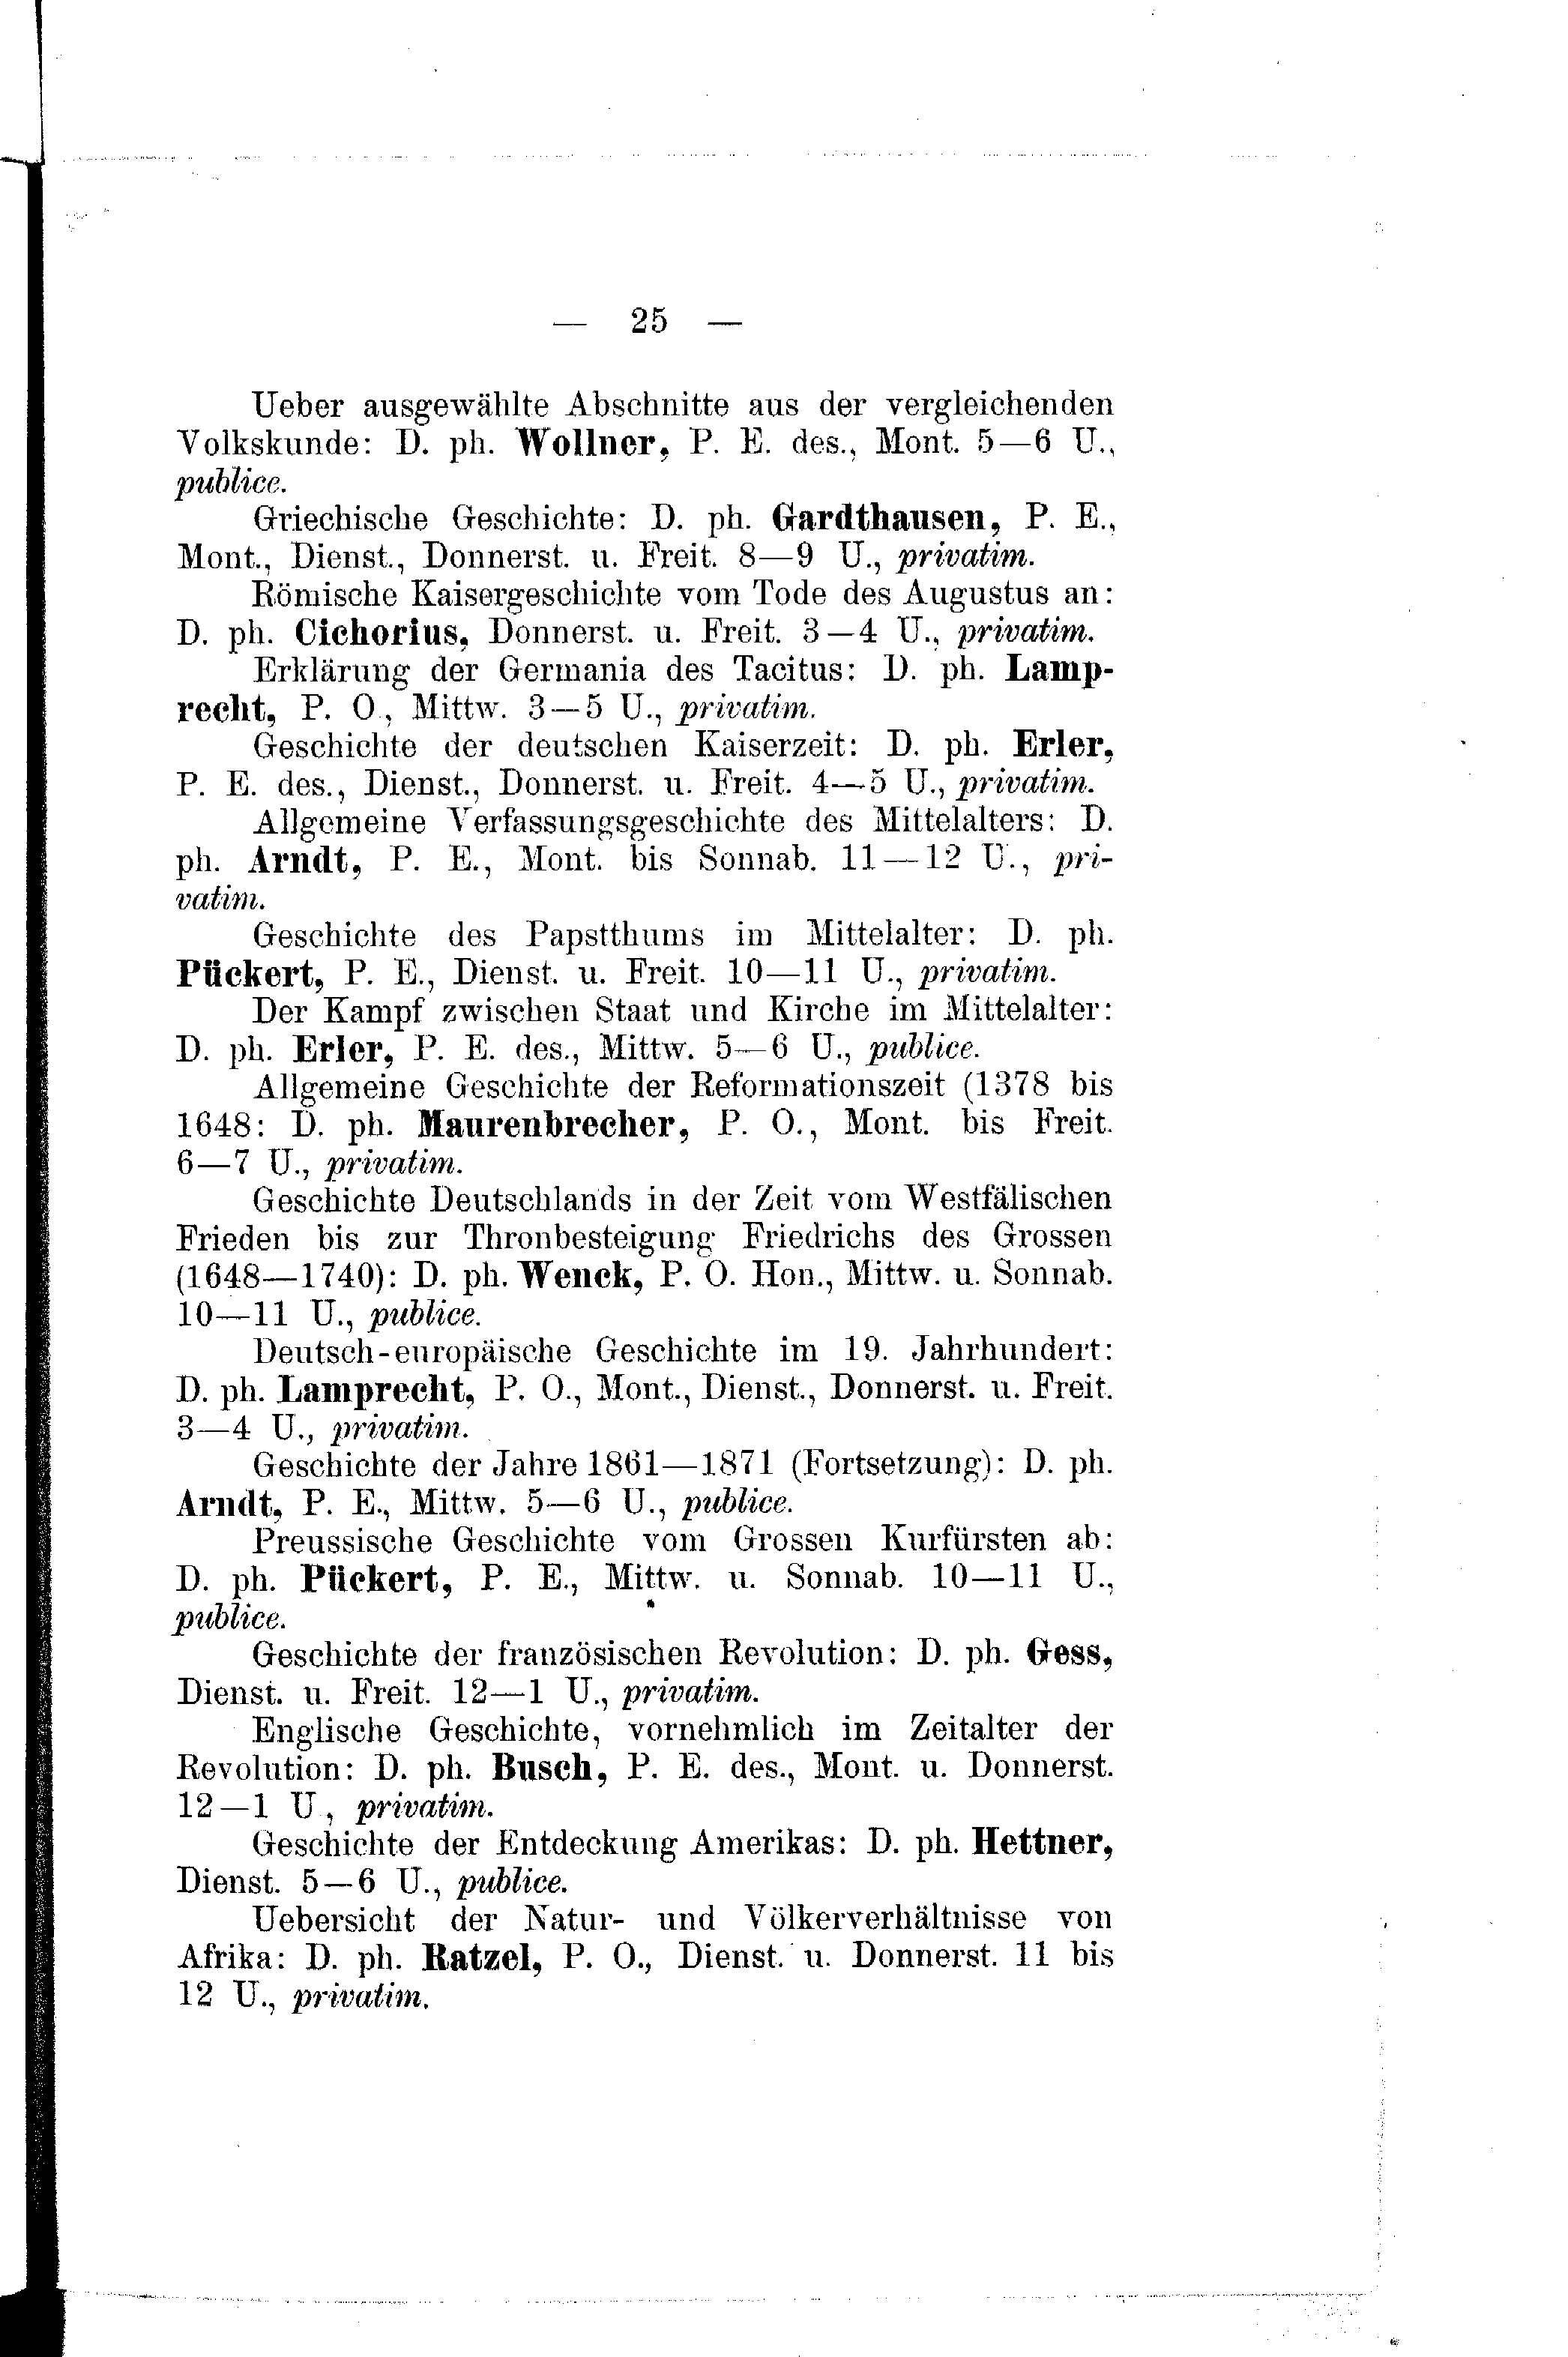 — 25 —
Ueber ausgewählte Abschnitte aus der vergleichenden
Volkskunde: D. ph. Wollner, P. E. des., Mont. 5—6 U.,
publice.
Griechische Geschichte: D. ph. Gardthausen, P. E.,
Mont., Dienst., Donnerst. u. Freit. 8—9 U., privatim.
Römische Kaisergeschichte vom Tode des Augustus an:
D. ph. Cichorius, Donnerst. u. Freit. 3—4 U., privatim.
Erklärung der Germania des Tacitus: D. ph. Lamp-
recht, P. O., Mittw. 3—5 U., privatim.
Geschichte der deutschen Kaiserzeit: D. ph. Erler,
P. E. des., Dienst., Donnerst. u. Freit. 4—5 U., privatim.
Allgemeine Verfassungsgeschichte des Mittelalters: D.
ph. Arndt, P. E., Mont. bis Sonnab. 11—12 U., pri-
vatim.
Geschichte des Papstthums im Mittelalter: D. ph.
Pückert, P. E., Dienst. u. Freit. 10—11 U., privatim.
Der Kampf zwischen Staat und Kirche im Mittelalter:
D. ph. Erler, P. E. des., Mittw. 5—6 U., publice.
Allgemeine Geschichte der Reformationszeit (1378 bis
1648: D. ph. Maurenbrecher, P. O., Mont. bis Freit.
6—7 U., privatim.
Geschichte Deutschlands in der Zeit vom Westfälischen
Frieden bis zur Thronbesteigung Friedrichs des Grossen
(1648—1740): D. ph. Wenck, P. O. Hon., Mittw. u. Sonnab.
10—11 U., publice.
Deutsch-europäische Geschichte im 19. Jahrhundert:
D. ph. Lamprecht, P. O., Mont., Dienst., Donnerst. u. Freit.
3—4 U., privatim.
Geschichte der Jahre 1861—1871 (Fortsetzung): D. ph.
Arndt, P. E., Mittw. 5—6 U., publice.
Preussische Geschichte vom Grossen Kurfürsten ab:
D. ph. Pückert, P. E., Mittw. u. Sonnab. 10—11 U.,
publice.
Geschichte der französischen Revolution: D. ph. Gess,
Dienst. u. Freit. 12—1 U., privatim.
Englische Geschichte, vornehmlich im Zeitalter der
Revolution: D. ph. Busch, P. E. des., Mont. u. Donnerst.
12—1 U., privatim.
Geschichte der Entdeckung Amerikas: D. ph. Hettner,
Dienst. 5—6 U., publice.
Uebersicht der Natur- und Völkerverhältnisse von
Afrika: D. ph. Ratzel, P. O., Dienst. u. Donnerst. 11 bis
12 U., privatim.